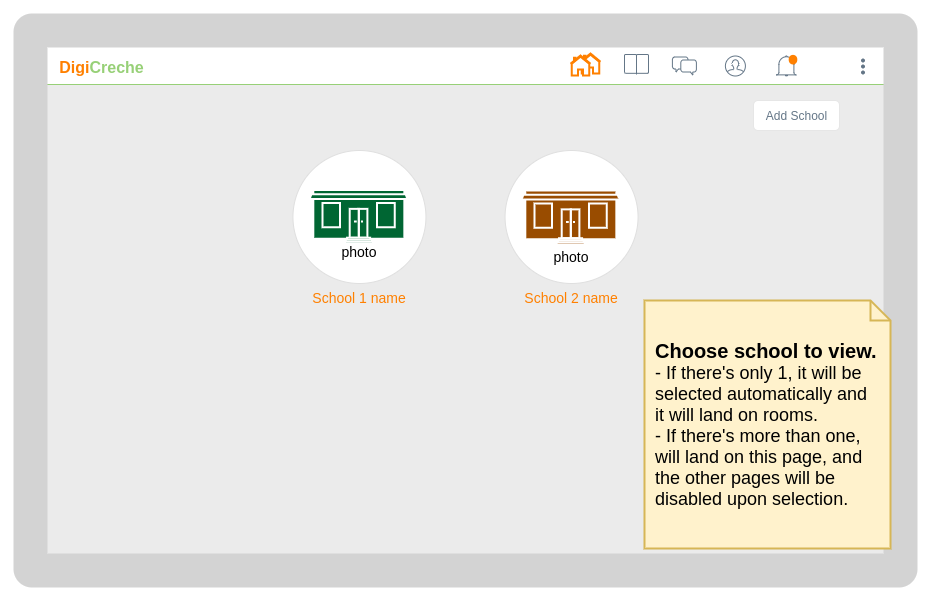 DigiCreche
Add School
photo
photo
School 1 name
School 2 name
Choose school to view.
- If there's only 1, it will be
selected automatically and
it will land on rooms.
- If there's more than one,
will land on this page, and
the other pages will be
disabled upon selection.